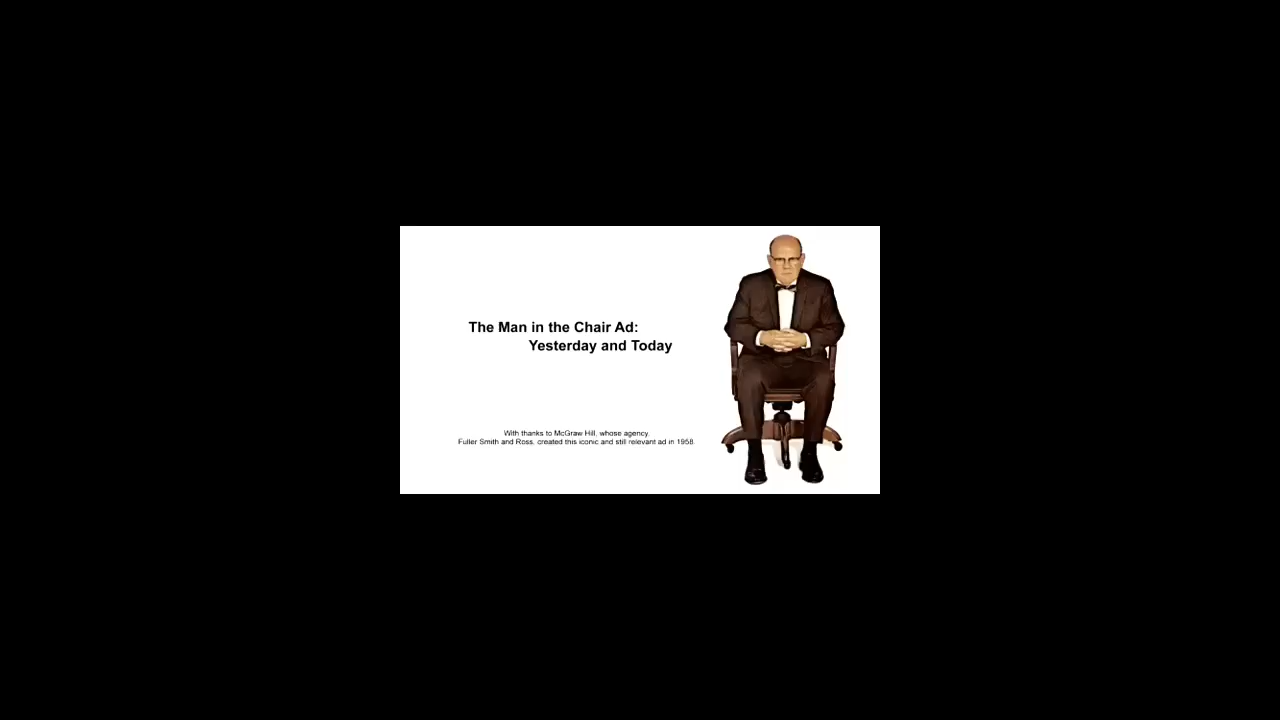 The Man in the Chair Ad:
Yesterday and Today
With thanks to McGraw Hill, whose agency,
Fuller Smith and Ross, created this iconic and still relevant ad in 1958.